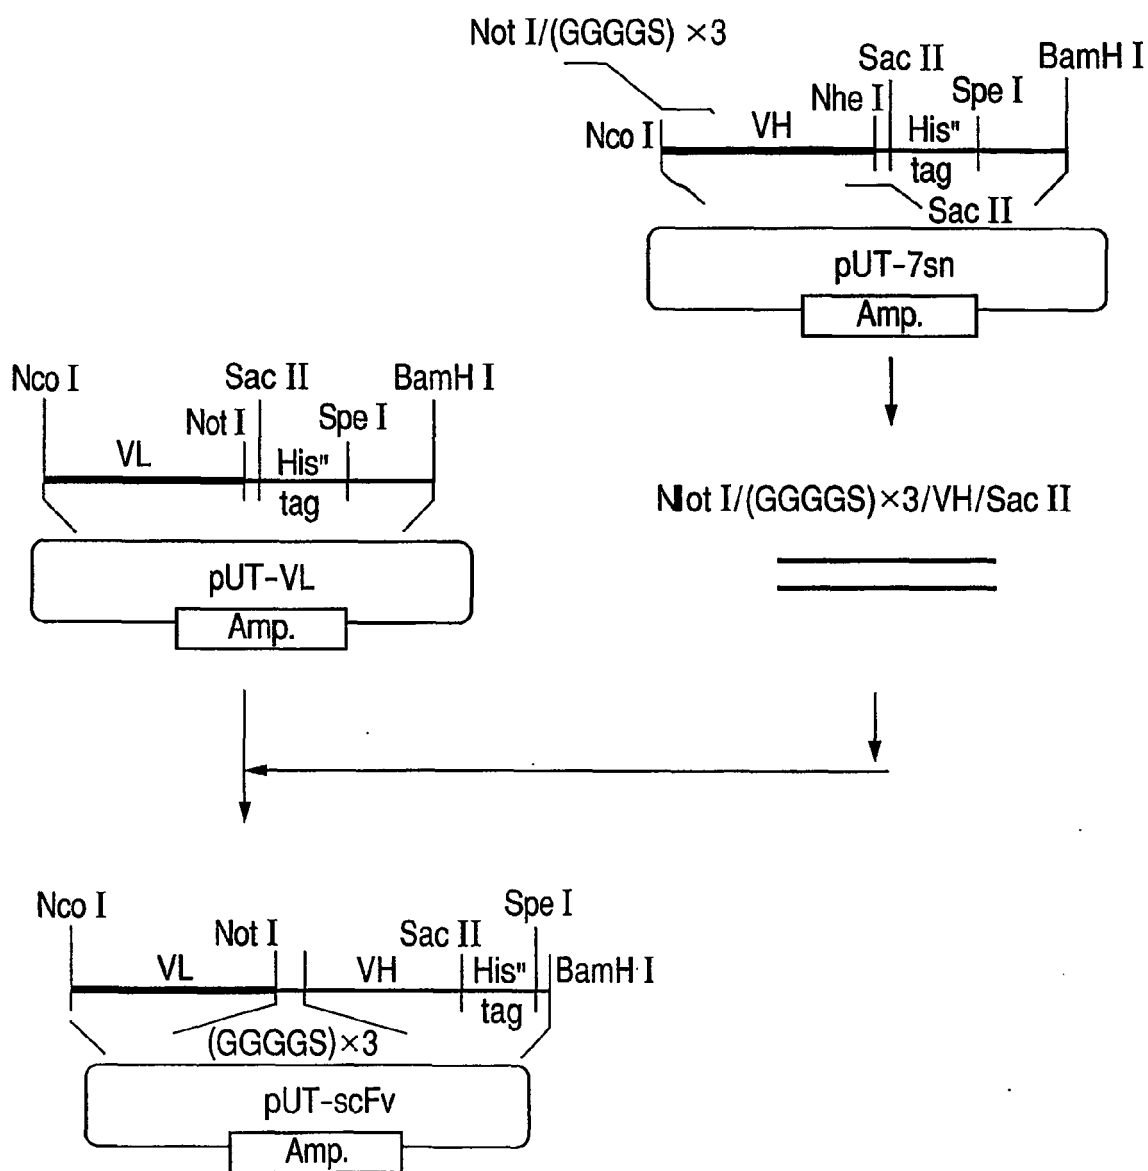 Not I/(GGGGS) ×3
Sac II
BamH I
Nhe I
Spe I
Nco I
VH
His"
tag
Sac II
pUT-7sn
Amp.
Nco I
Sac II
BamH I
Not I
Spe I
VL
His"
tag
Not I/(GGGGS)×3/VH/Sac II
pUT-VL
Amp.
Nco I
Spe I
Not I
Sac II
VL
VH
His"
BamH I
tag
(GGGGS)×3
pUT-scFv
Amp.